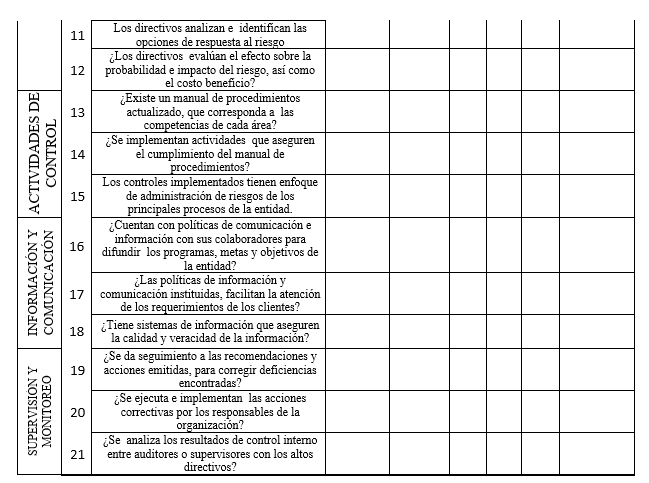 11
Los directivos analizan e identifican las
opciones de respuesta al riesgo
12
¿Los directivos evalúan el efecto sobre la
probabilidad e impacto del riesgo, así como
el costo beneficio?
ACTIVIDADES DE
CONTROL
13
¿Existe un manual de procedimientos
actualizado, que corresponda a las
competencias de cada área?
14
¿Se implementan actividades que aseguren
el cumplimiento del manual de
procedimientos?
15
Los controles implementados tienen enfoque
de administración de riesgos de los
principales procesos de la entidad.
INFORMACIÓN Y
COMUNICACIÓN
16
¿Cuentan con políticas de comunicación e
información con sus colaboradores para
difundir los programas, metas y objetivos de
la entidad?
17
¿Las políticas de información y
comunicación instituidas, facilitan la atención
de los requerimientos de los clientes?
18
¿Tiene sistemas de información que aseguren
la calidad y veracidad de la información?
SUPERVISIÓN Y
MONITOREO
19
¿Se da seguimiento a las recomendaciones y
acciones emitidas, para corregir deficiencias
encontradas?
20
¿Se ejecuta e implementan las acciones
correctivas por los responsables de la
organización?
21
¿Se analiza los resultados de control interno
entre auditores o supervisores con los altos
directivos?